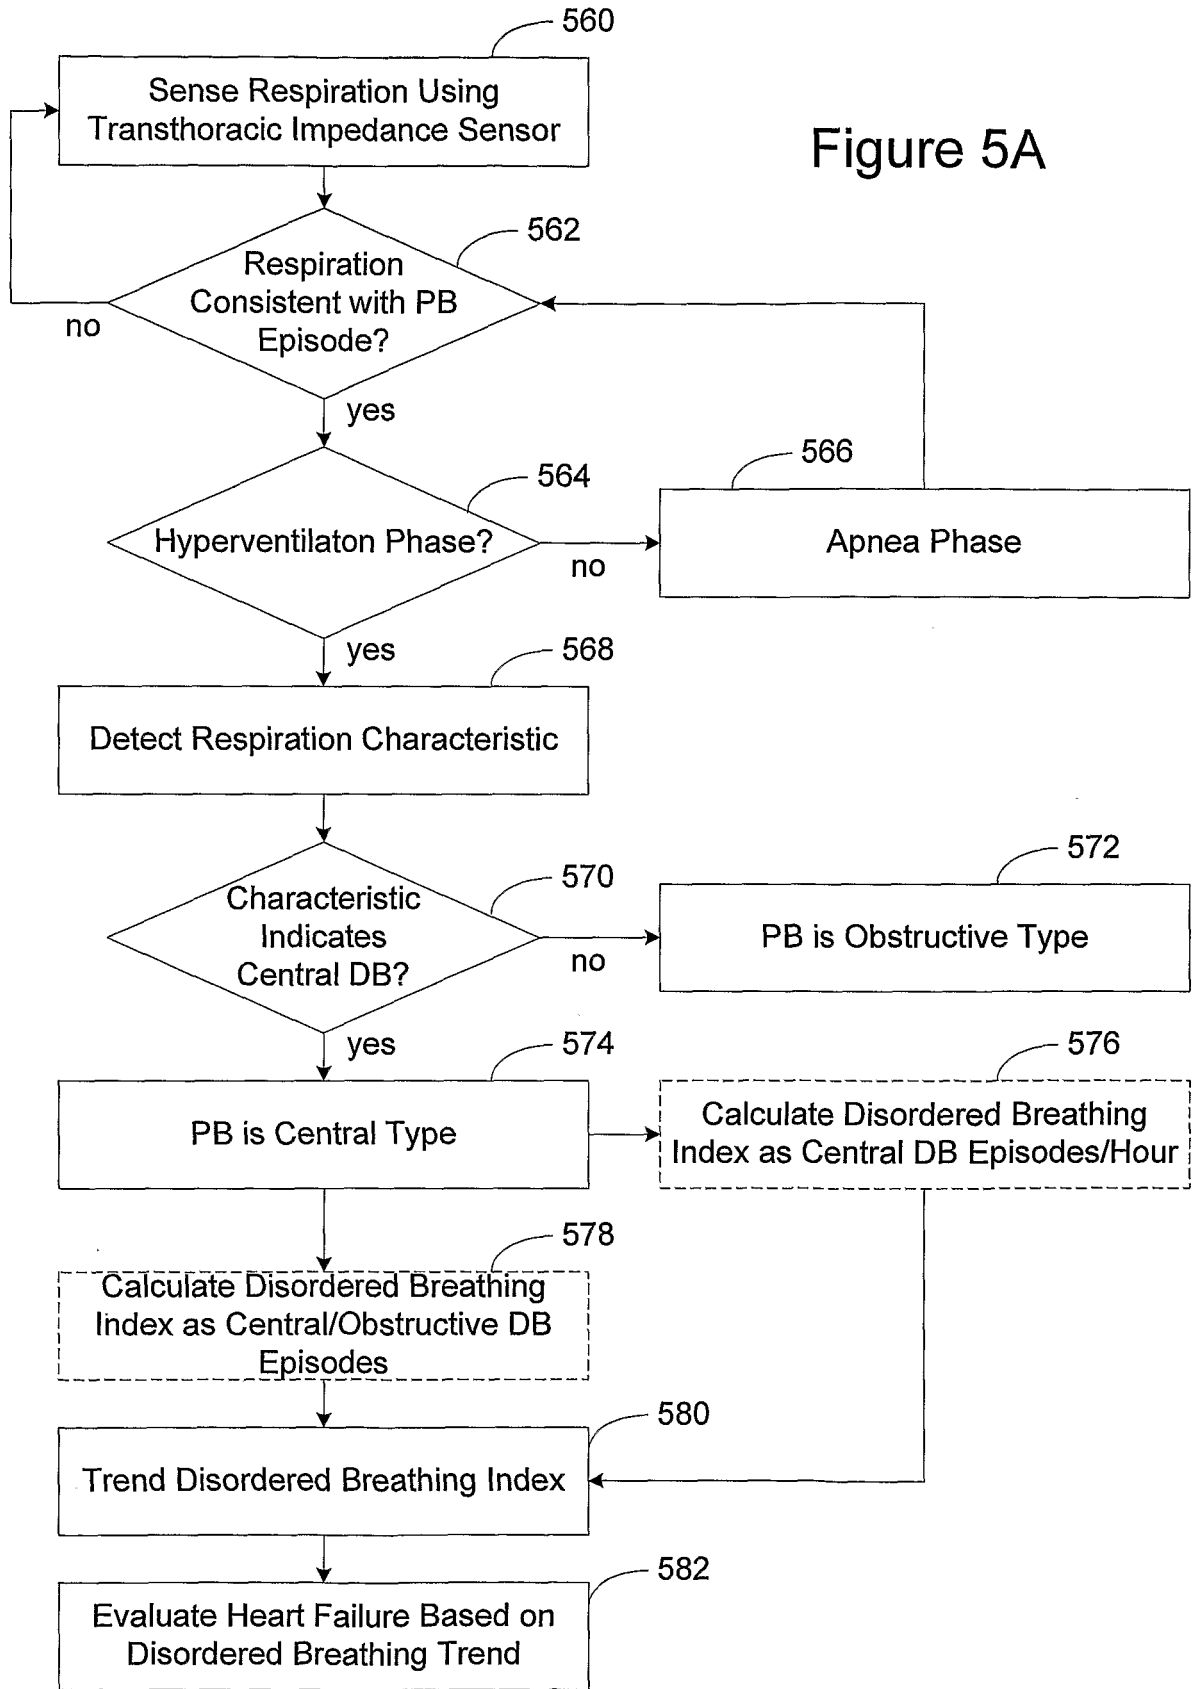 560
Sense Respiration Using
Transthoracic Impedance Sensor
Figure 5A
562
Respiration
Consistent with PB
Episode?
no
yes
564
Hyperventilaton Phase?
no
566
Apnea Phase
yes
568
Detect Respiration Characteristic
570
Characteristic
Indicates
Central DB?
no
572
PB is Obstructive Type
yes
574
PB is Central Type
576
Calculate Disordered Breathing
Index as Central DB Episodes/Hour
578
Calculate Disordered Breathing
Index as Central/Obstructive DB
Episodes
580
Trend Disordered Breathing Index
582
Evaluate Heart Failure Based on
Disordered Breathing Trend